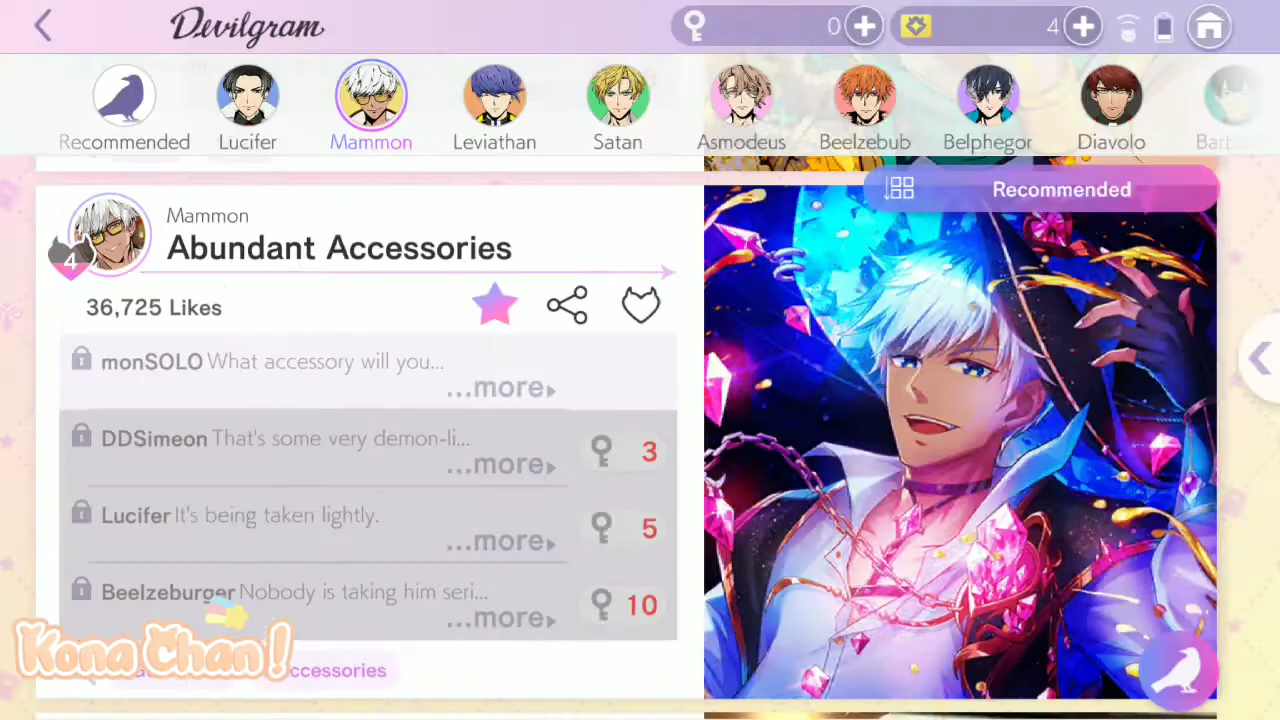 Devilgram
0
4
Recommended
Lucifer
Mammon
Leviathan
Satan
Asmodeus
Beelzebub
Belphegor
Diavolo
Recommended
Mammon
Abundant Accessories
4
36,725 Likes
monSOLO What accessory will you...
...more
DDSimeon That's some very demon-li...
...more
3
Lucifer It's being taken lightly.
...more
5
Beelzeburger Nobody is taking him seri...
...more
10
Kona Chan!
ccessories